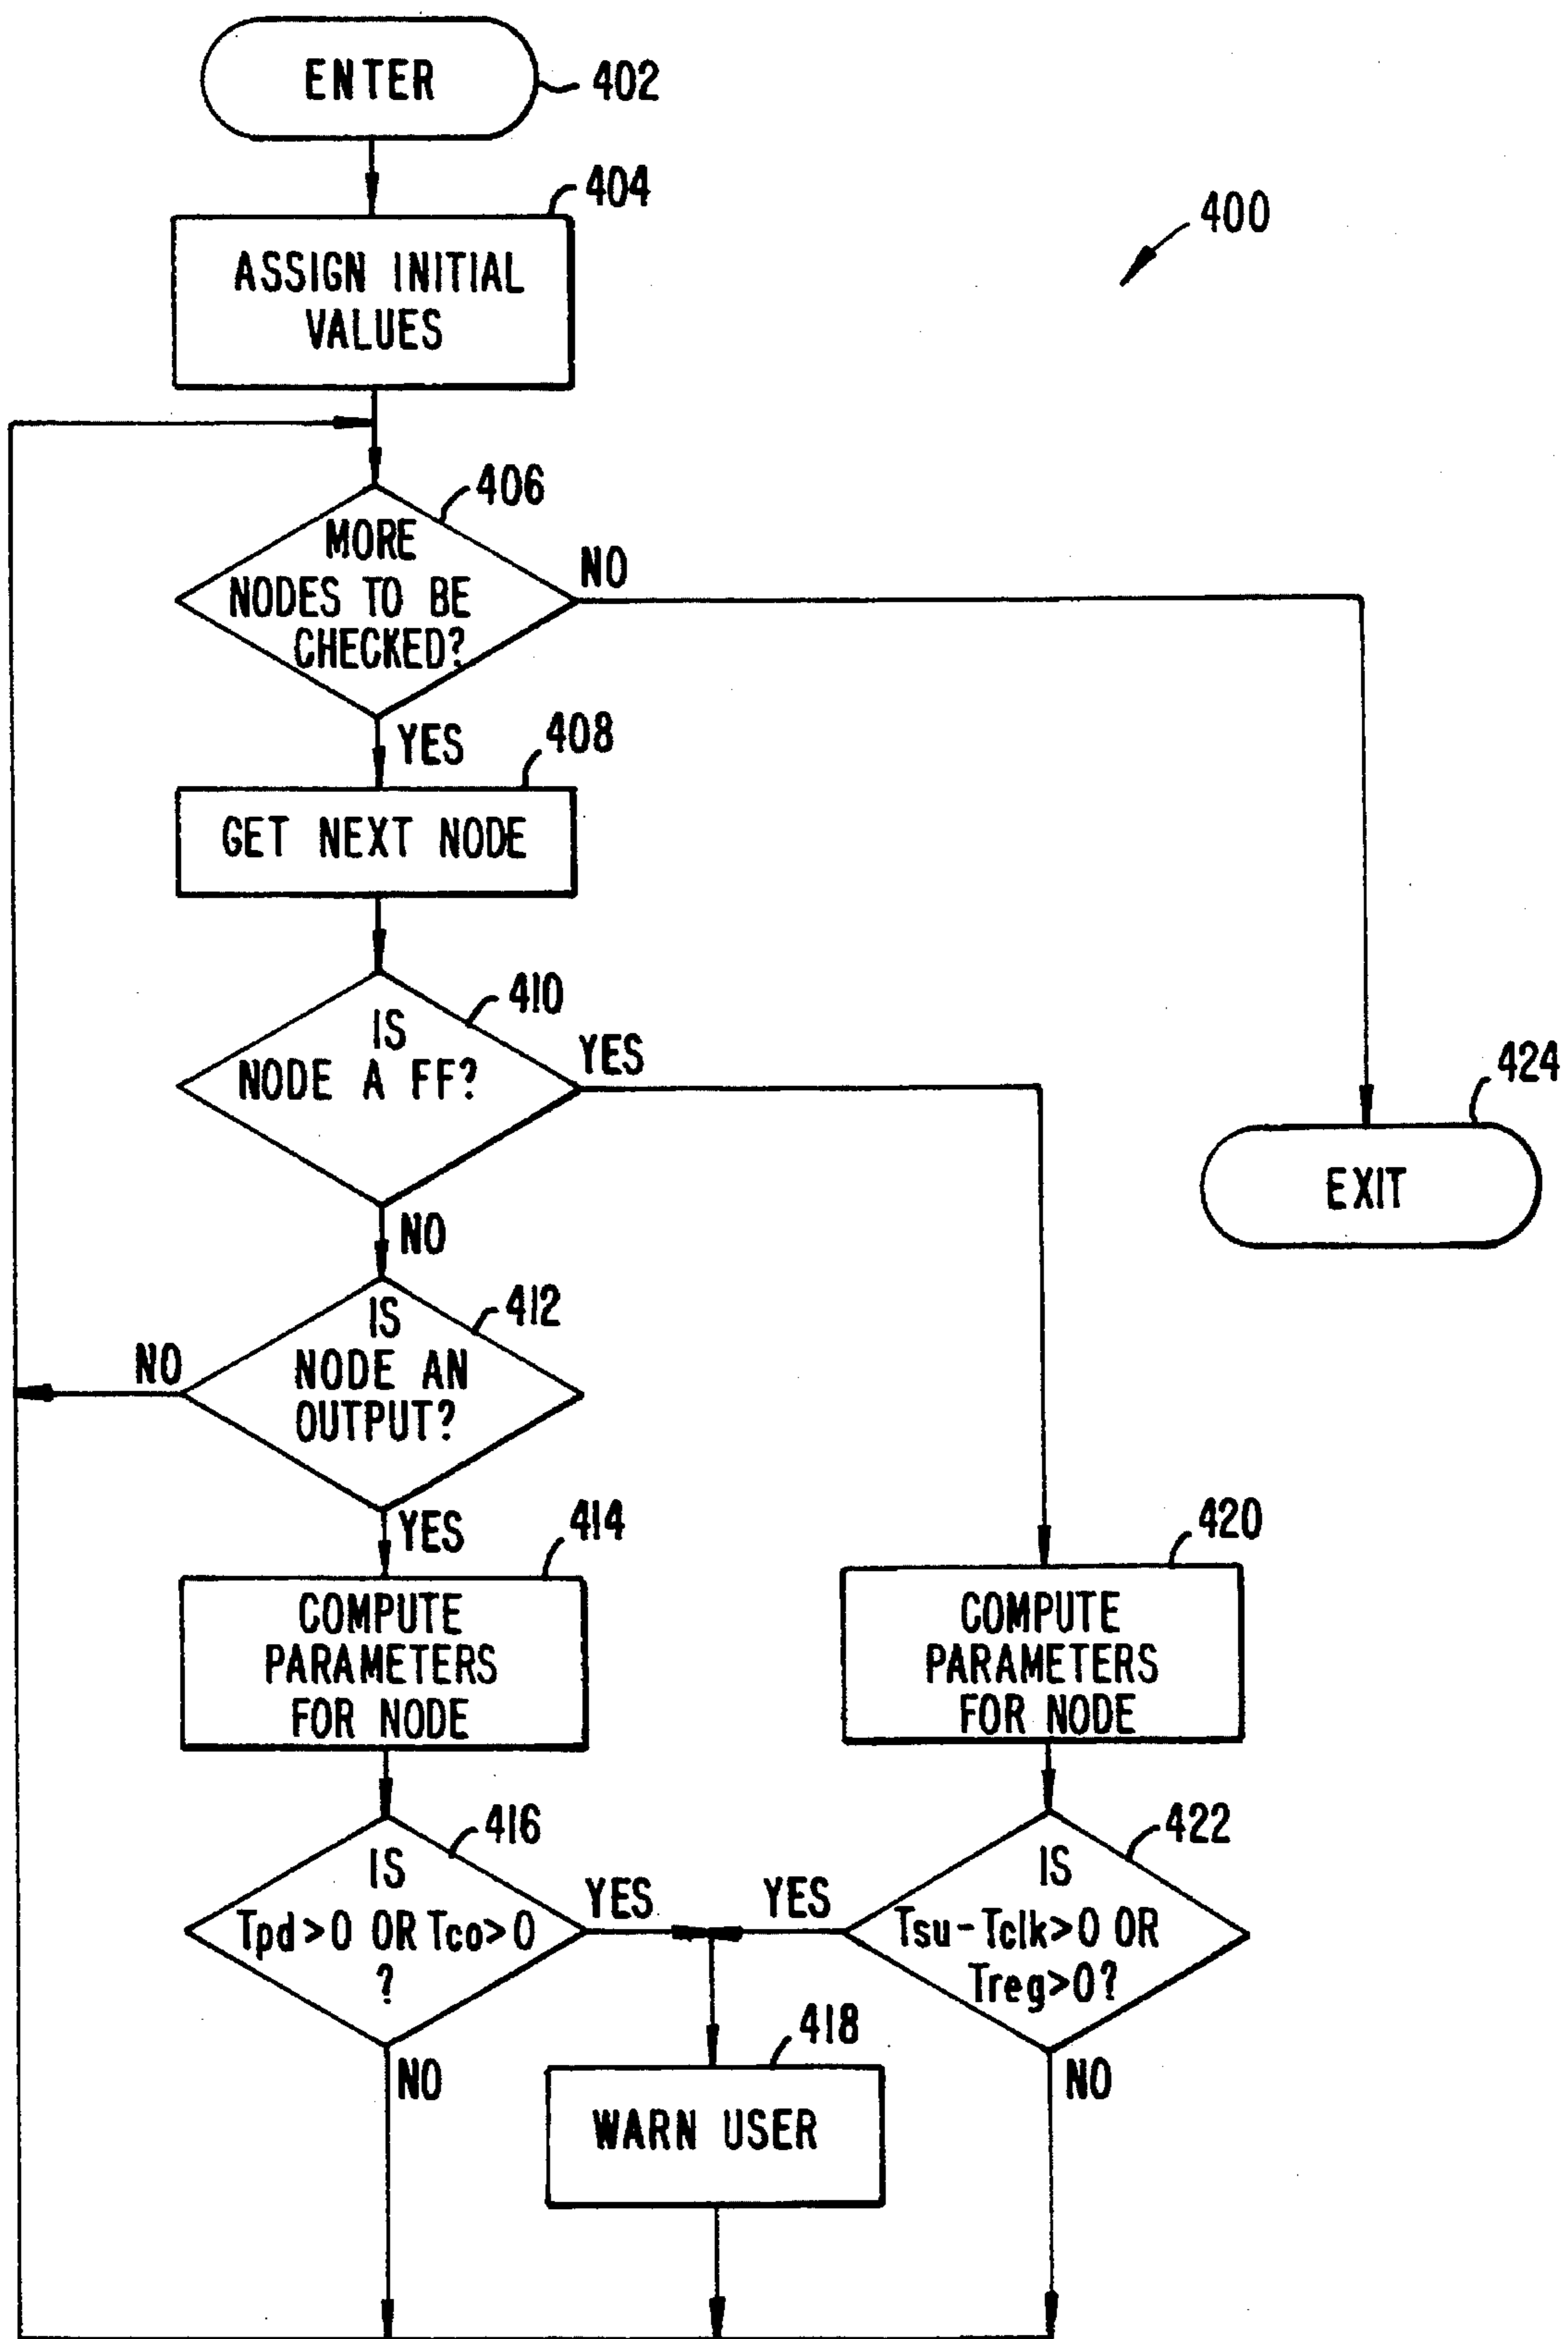 ENTER
402
404
ASSIGN INITIAL
VALUES
400
406
MORE
NODES TO BE
CHECKED?
NO
YES
408
GET NEXT NODE
410
IS
NODE A FF?
YES
NO
424
EXIT
412
IS
NODE AN
OUTPUT?
NO
YES
414
COMPUTE
PARAMETERS
FOR NODE
420
COMPUTE
PARAMETERS
FOR NODE
416
IS
Tpd>0 OR Tco>0
?
YES
NO
422
IS
Tsu-Tclk>0 OR
Treg>0?
YES
NO
418
WARN USER